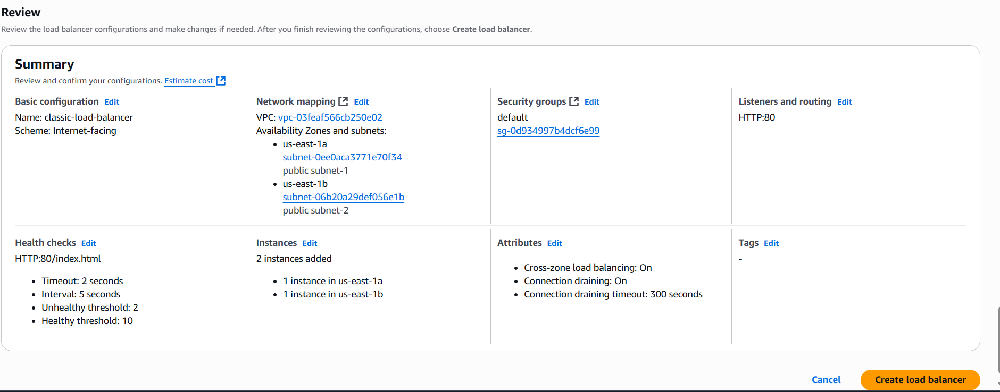 Review
Review the load balancer configurations and make changes if needed. After you finish reviewing the configurations, choose Create load balancer.
Summary
Review and confirm your configurations. Estimate cost
Basic configuration Edit
Name: classic-load-balancer
Scheme: Internet-facing
Network mapping Edit
VPC: vpc-03feaf566cb250e02
Availability Zones and subnets:
• us-east-1a
subnet-0ee0aca3771e70f34
public subnet-1
• us-east-1b
subnet-06b20a29def056e1b
public subnet-2
Security groups Edit
default
sg-0d934997b4dcf6e99
Listeners and routing Edit
HTTP:80
Health checks Edit
HTTP:80/index.html
• Timeout: 2 seconds
• Interval: 5 seconds
• Unhealthy threshold: 2
• Healthy threshold: 10
Instances Edit
2 instances added
• 1 instance in us-east-1a
• 1 instance in us-east-1b
Attributes Edit
• Cross-zone load balancing: On
• Connection draining: On
• Connection draining timeout: 300 seconds
Tags Edit
-
Cancel
Create load balancer